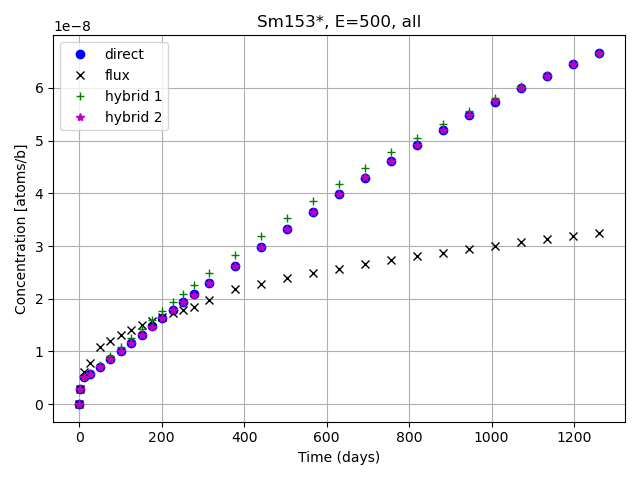 Sm153*, E=500, all
1e−8
direct
flux
hybrid 1
hybrid 2
Concentration [atoms/b]
6
5
4
3
2
1
0
0 200 400 600 800 1000 1200
Time (days)